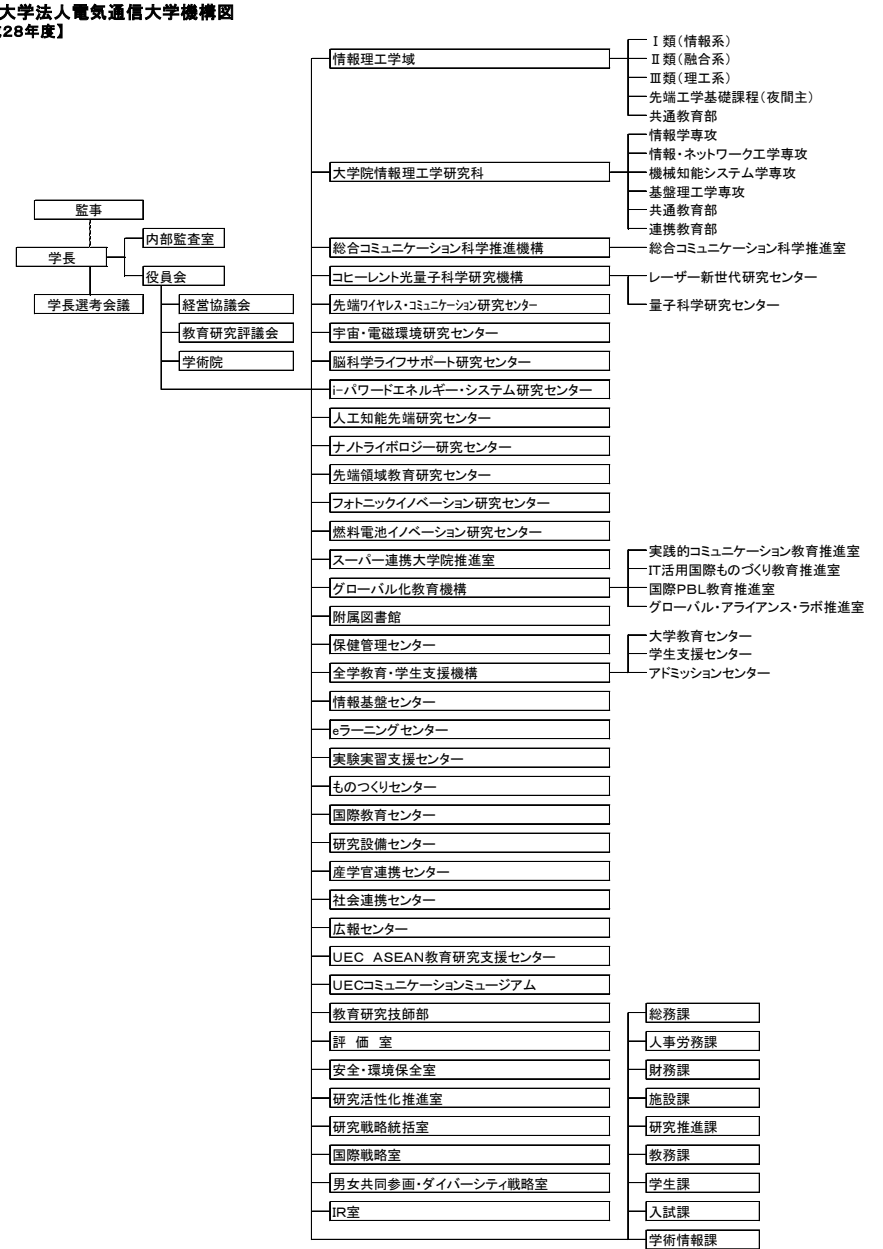 大学法人電気通信大学機構図
28年度】
監事
学長
学長選考会議
内部監査室
役員会
経営協議会
教育研究評議会
学術院
情報理工学域
Ⅰ類(情報系)
Ⅱ類(融合系)
Ⅲ類(理工系)
先端工学基礎課程(夜間主)
共通教育部
大学院情報理工学研究科
情報学専攻
情報・ネットワーク工学専攻
機械知能システム学専攻
基盤理工学専攻
共通教育部
連携教育部
総合コミュニケーション科学推進機構
総合コミュニケーション科学推進室
コヒーレント光量子科学研究機構
レーザー新世代研究センター
量子科学研究センター
先端ワイヤレス・コミュニケーション研究センター
宇宙・電磁環境研究センター
脳科学ライフサポート研究センター
i-パワードエネルギー・システム研究センター
人工知能先端研究センター
ナノトライボロジー研究センター
先端領域教育研究センター
フォトニックイノベーション研究センター
燃料電池イノベーション研究センター
スーパー連携大学院推進室
グローバル化教育機構
実践的コミュニケーション教育推進室
IT活用国際ものづくり教育推進室
国際PBL教育推進室
グローバル・アライアンス・ラボ推進室
附属図書館
保健管理センター
全学教育・学生支援機構
大学教育センター
学生支援センター
アドミッションセンター
情報基盤センター
eラーニングセンター
実験実習支援センター
ものつくりセンター
国際教育センター
研究設備センター
産学官連携センター
社会連携センター
広報センター
UEC ASEAN教育研究支援センター
UECコミュニケーションミュージアム
教育研究技師部
評 価 室
安全・環境保全室
研究活性化推進室
研究戦略統括室
国際戦略室
男女共同参画・ダイバーシティ戦略室
IR室
総務課
人事労務課
財務課
施設課
研究推進課
教務課
学生課
入試課
学術情報課